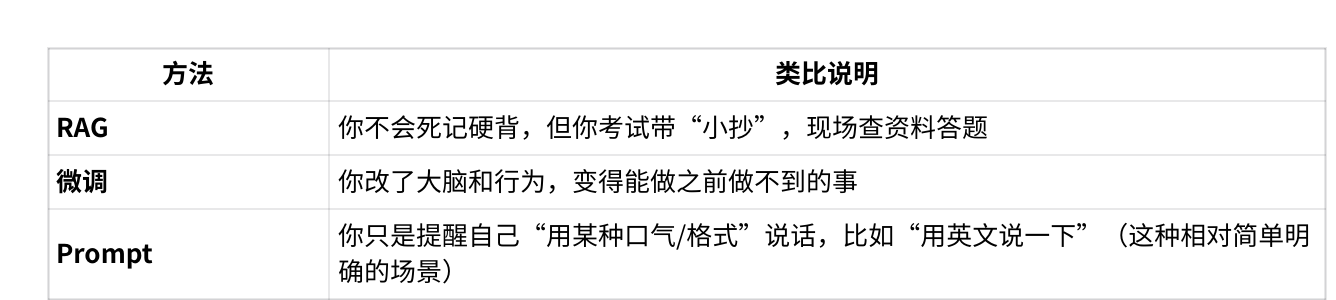 方法 类比说明
RAG 你不会死记硬背，但你考试带“小抄”，现场查资料答题
微调 你改了大脑和行为，变得能做之前做不到的事
Prompt 你只是提醒自己“用某种口气/格式”说话，比如“用英文说一下”（这种相对简单明
确的场景）